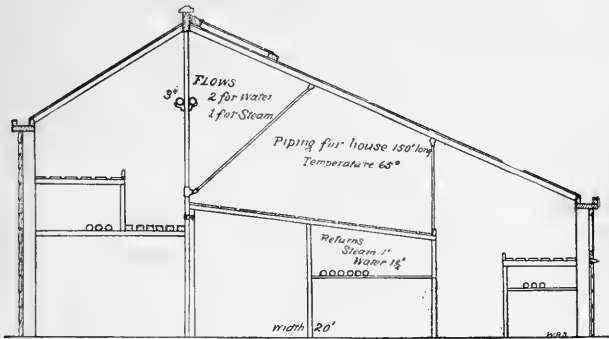 FLOWS
3"
2 for Water
1 for Steam
Piping for house 150' long
Temperature 65°
Returns
Steam 1"
Water 1½"
Width 20'
W.R.S.